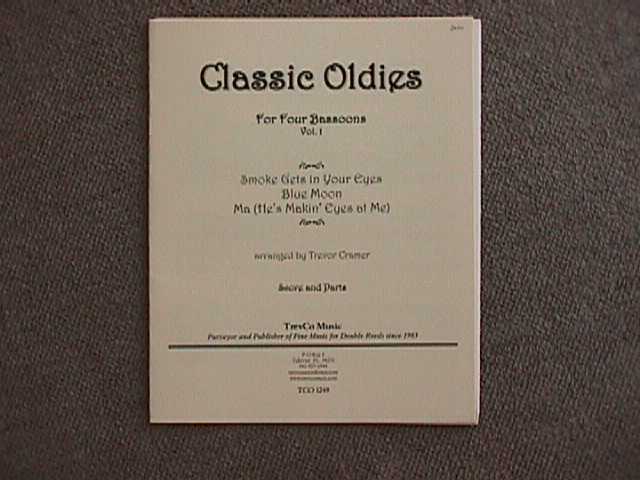 Classic Oldies
For Four Bassoons
Vol. 1
Smoke Gets in Your Eyes
Blue Moon
Ma (He's Makin' Eyes at Me)
arranged by Trevor Cramer
Score and Parts
TrevCo Music
Purveyor and Publisher of Fine Music for Double Reeds since 1983
TCO 1249